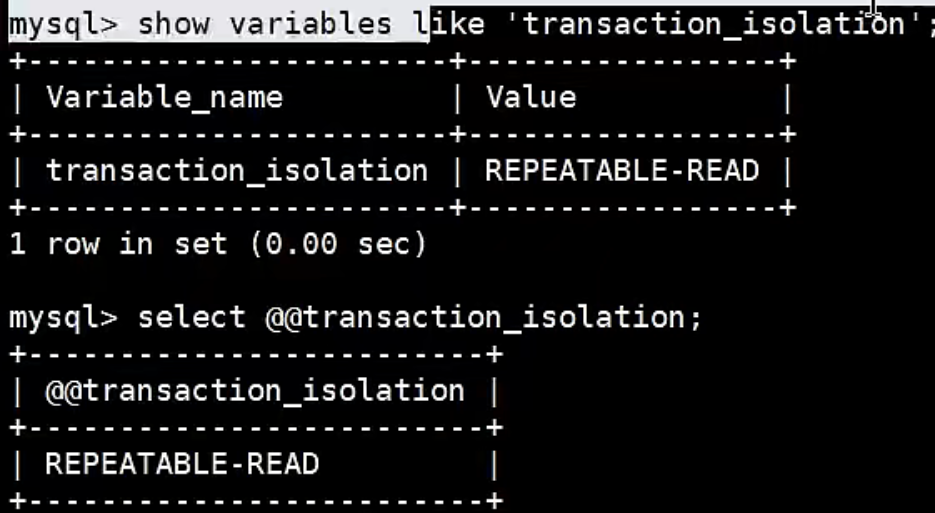 mysql> show variables like 'transaction_isolation';
+-----------------------+-----------------+
| Variable_name         | Value           |
+-----------------------+-----------------+
| transaction_isolation | REPEATABLE-READ |
+-----------------------+-----------------+
1 row in set (0.00 sec)
mysql> select @@transaction_isolation;
+-------------------------+
| @@transaction_isolation |
+-------------------------+
| REPEATABLE-READ         |
+-------------------------+